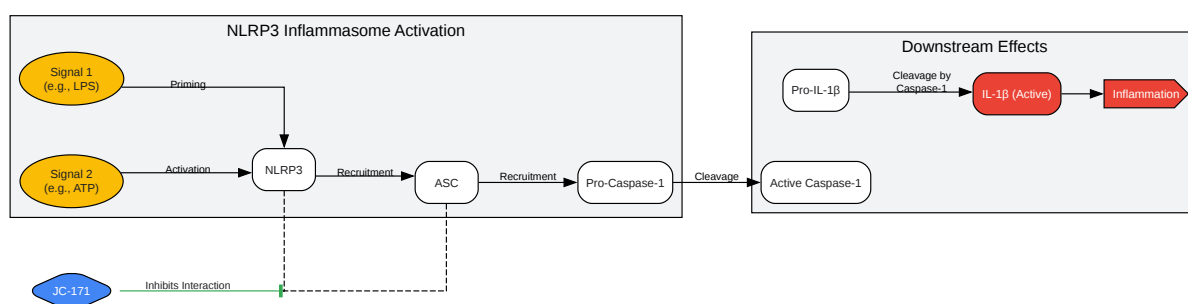 NLRP3 Inflammasome Activation
Signal 1
(e.g., LPS)
Priming
Signal 2
(e.g., ATP)
Activation
NLRP3
Recruitment
ASC
Recruitment
Pro-Caspase-1
Cleavage
JC-171
Inhibits Interaction
Downstream Effects
Pro-IL-1β
Cleavage by
Caspase-1
IL-1β (Active)
Inflammation
Active Caspase-1